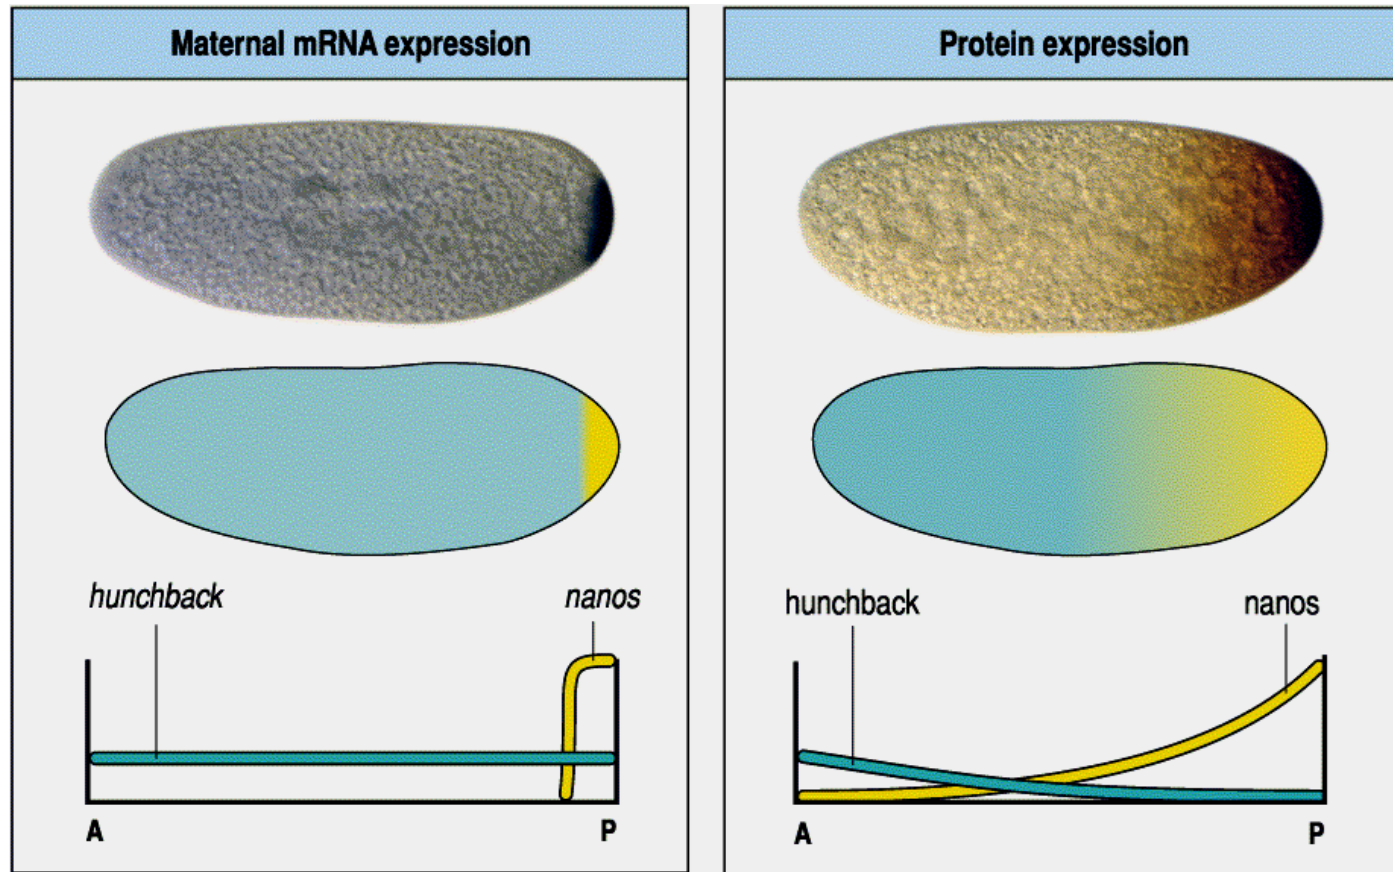 Maternal mRNA expression
hunchback
nanos
A
P
Protein expression
hunchback
nanos
A
P